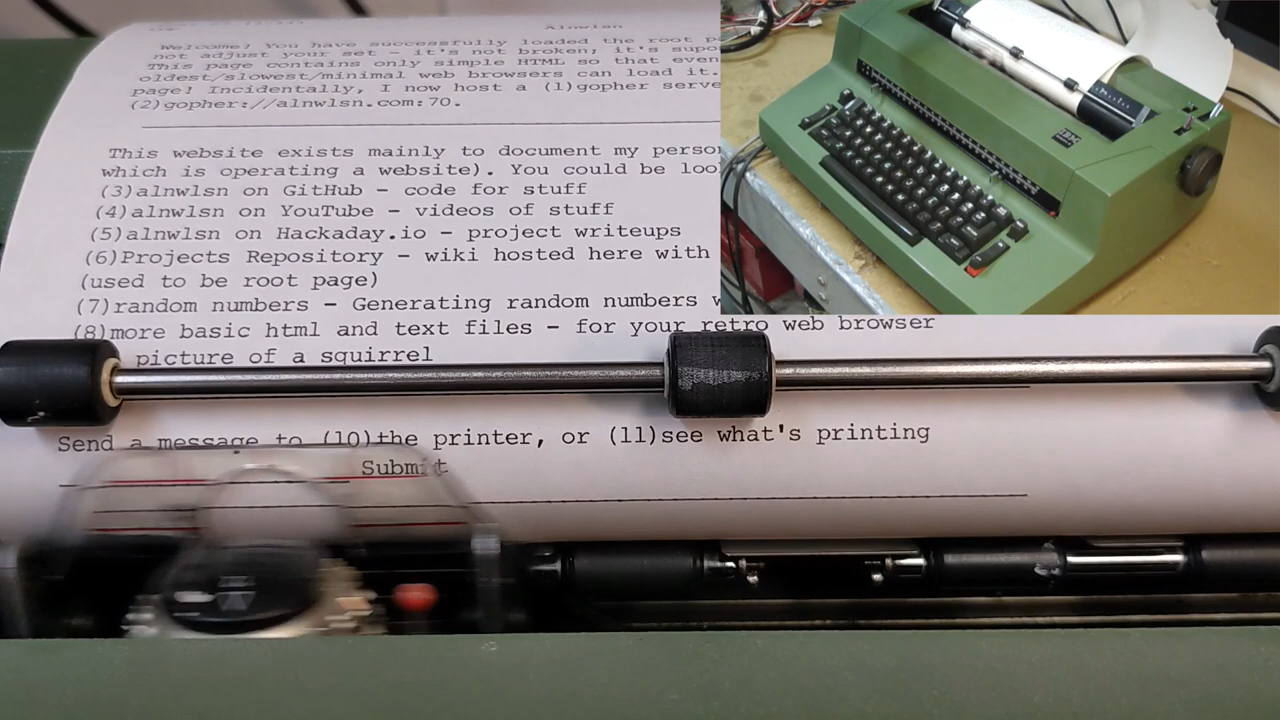 Alnwlsn
Welcome! You have successfully loaded the root
not adjust your set - it's not broken; it's
This page contains only simple HTML so that even
oldest/slowest/minimal web browsers can load it.
page! Incidentally, I now host a (1)gopher
(2)gopher://alnwlsn.com:70.
This website exists mainly to document my
which is operating a website). You could be
(3)alnwlsn on GitHub - code for stuff
(4)alnwlsn on YouTube - videos of stuff
(5)alnwlsn on Hackaday.io - project writeups
(6)Projects Repository - wiki hosted here with
(used to be root page)
(7)random numbers - Generating random numbers
(8)more basic html and text files - for your retro web browser
picture of a squirrel
Send a message to (10)the printer, or (11)see what's printing
Submit
IBM